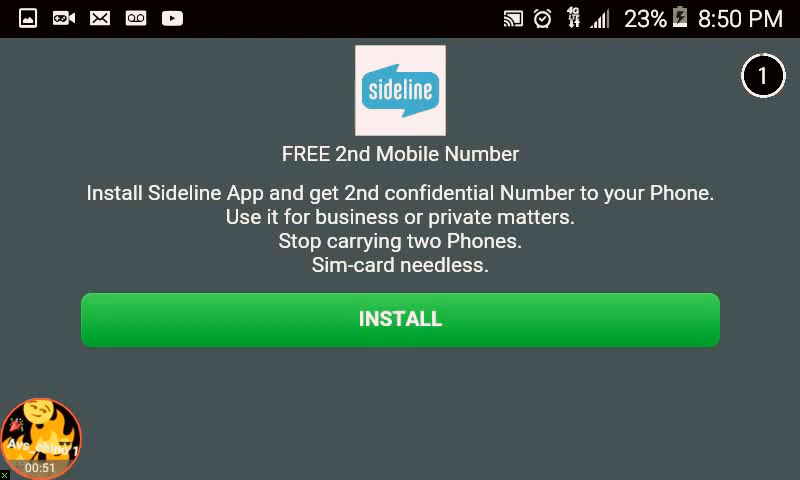 4G
23%
8:50 PM
sideline
1
FREE 2nd Mobile Number
Install Sideline App and get 2nd confidential Number to your Phone.
Use it for business or private matters.
Stop carrying two Phones.
Sim-card needless.
INSTALL
00:51